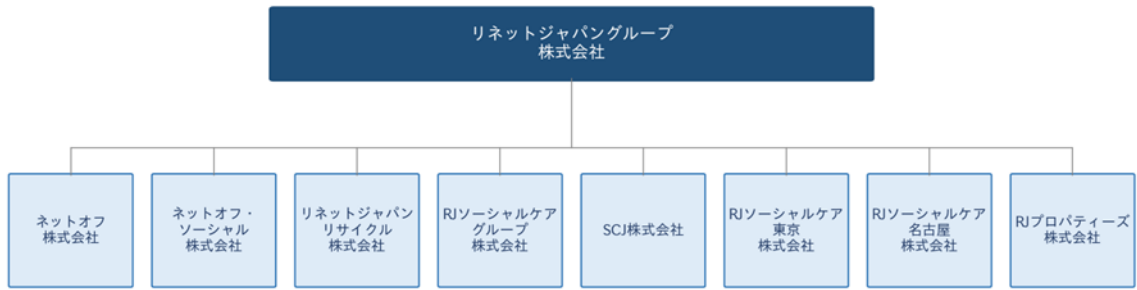 リネットジャパングループ
株式会社
ネットオフ
株式会社
ネットオフ・
ソーシャル
株式会社
リネットジャパン
リサイクル
株式会社
RJソーシャルケア
グループ
株式会社
SCJ株式会社
RJソーシャルケア
東京
株式会社
RJソーシャルケア
名古屋
株式会社
RJプロパティーズ
株式会社